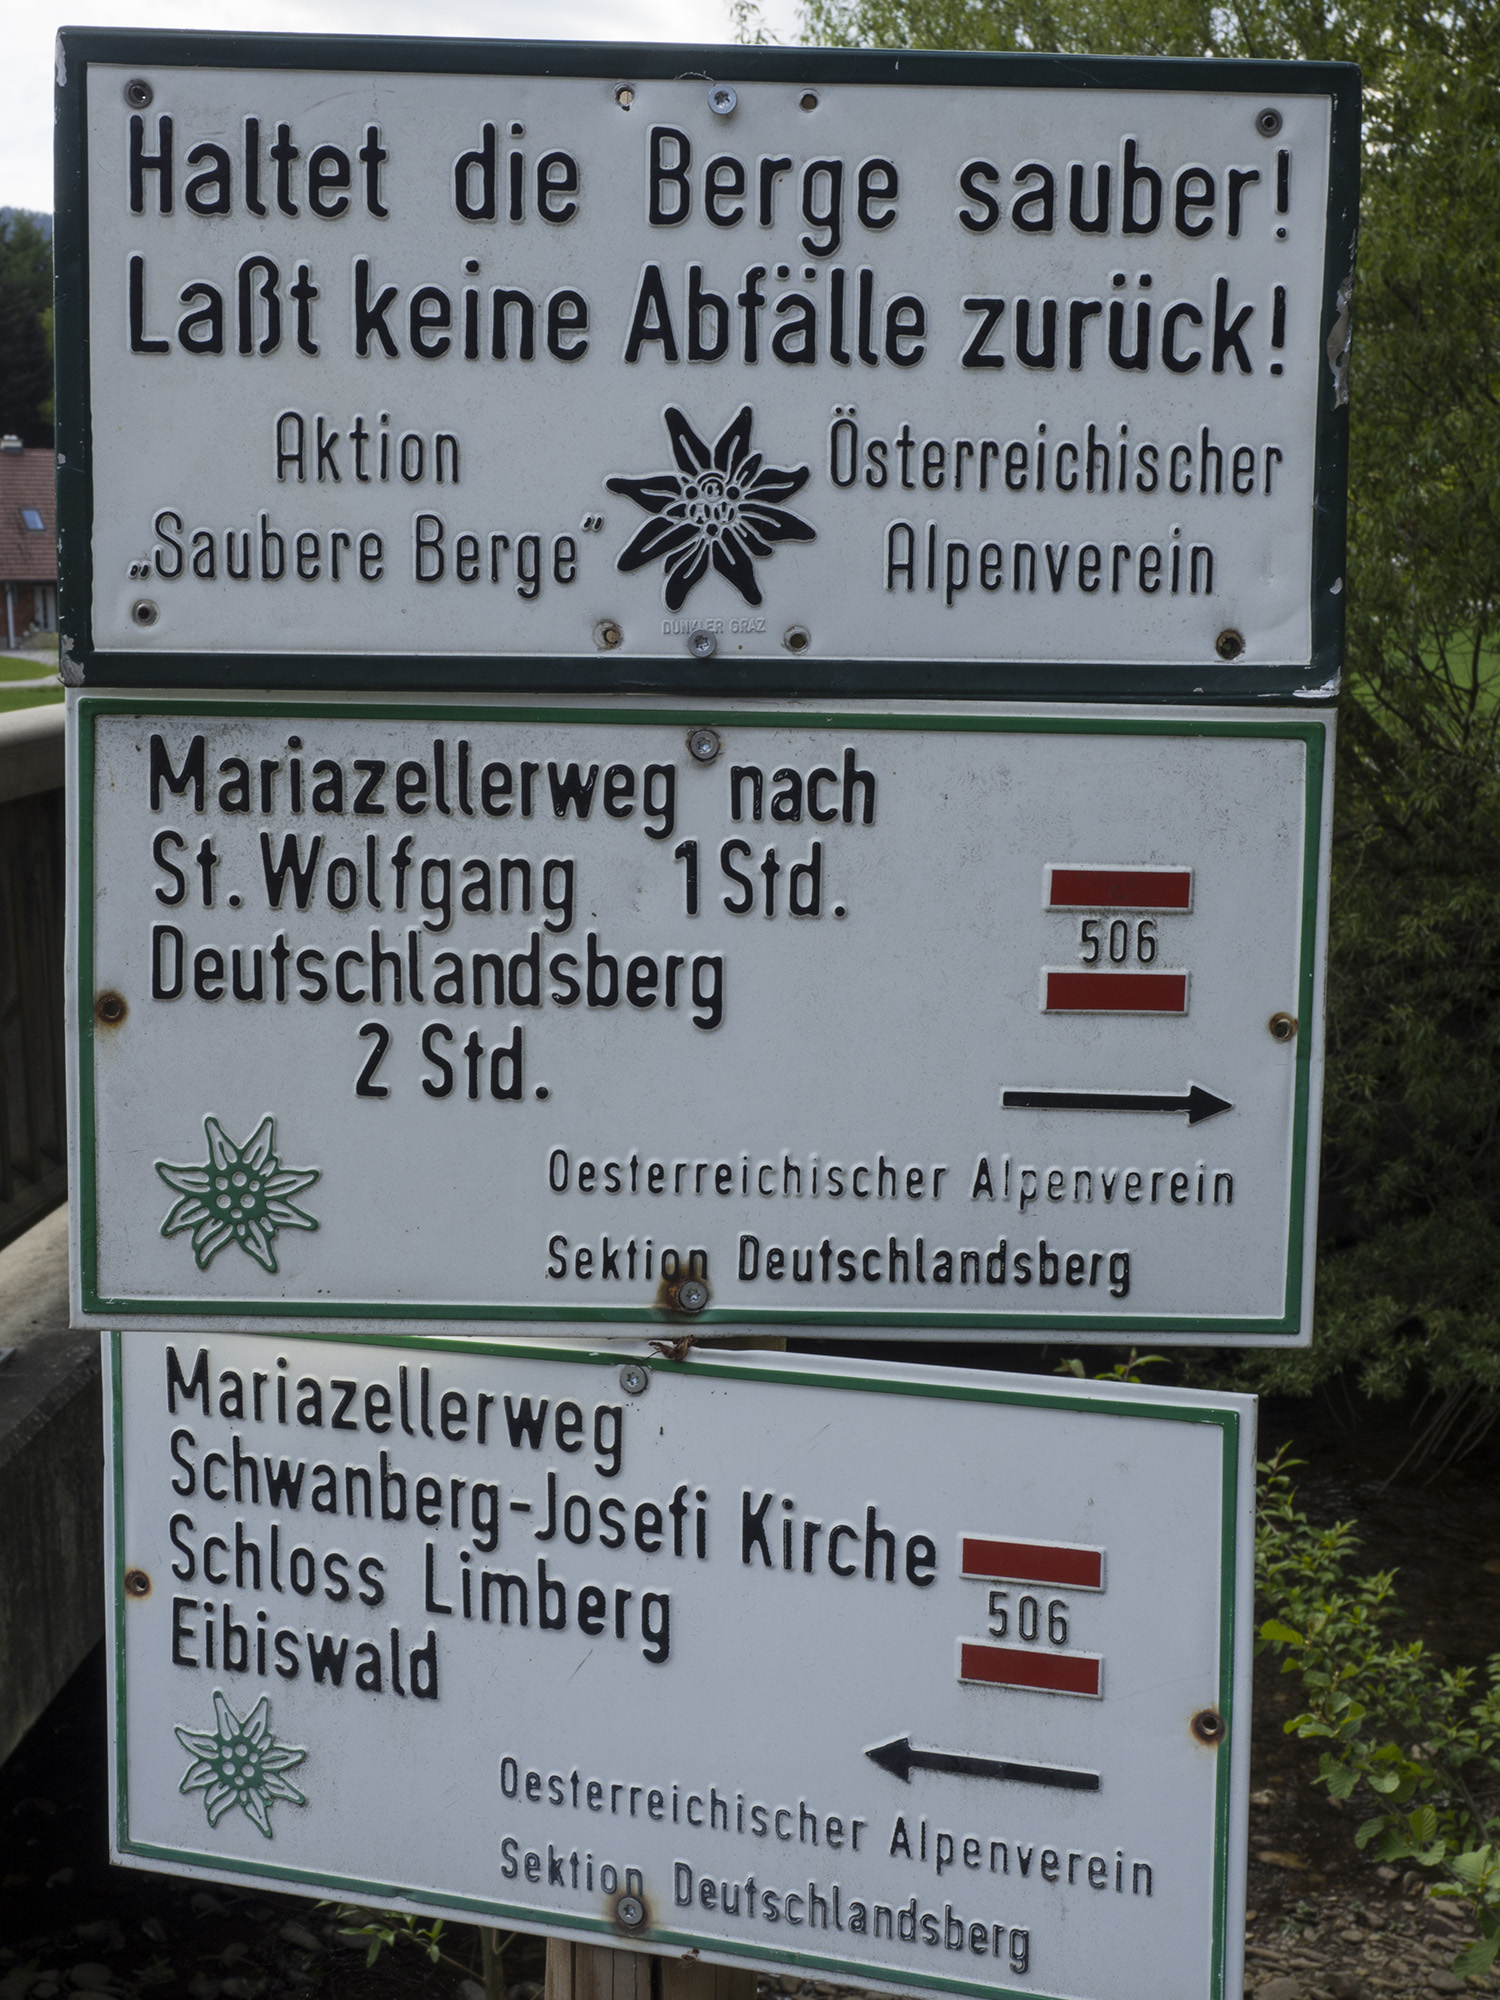 Haltet die Berge sauber!
Laßt keine Abfälle zurück!
Aktion
„Saubere Berge”
Österreichischer
Alpenverein
DUNKLER GRAZ
Mariazellerweg nach
St. Wolfgang 1 Std.
Deutschlandsberg
2 Std.
506
Oesterreichischer Alpenverein
Sektion Deutschlandsberg
Mariazellerweg
Schwanberg-Josefi Kirche
Schloss Limberg
Eibiswald
506
Oesterreichischer Alpenverein
Sektion Deutschlandsberg